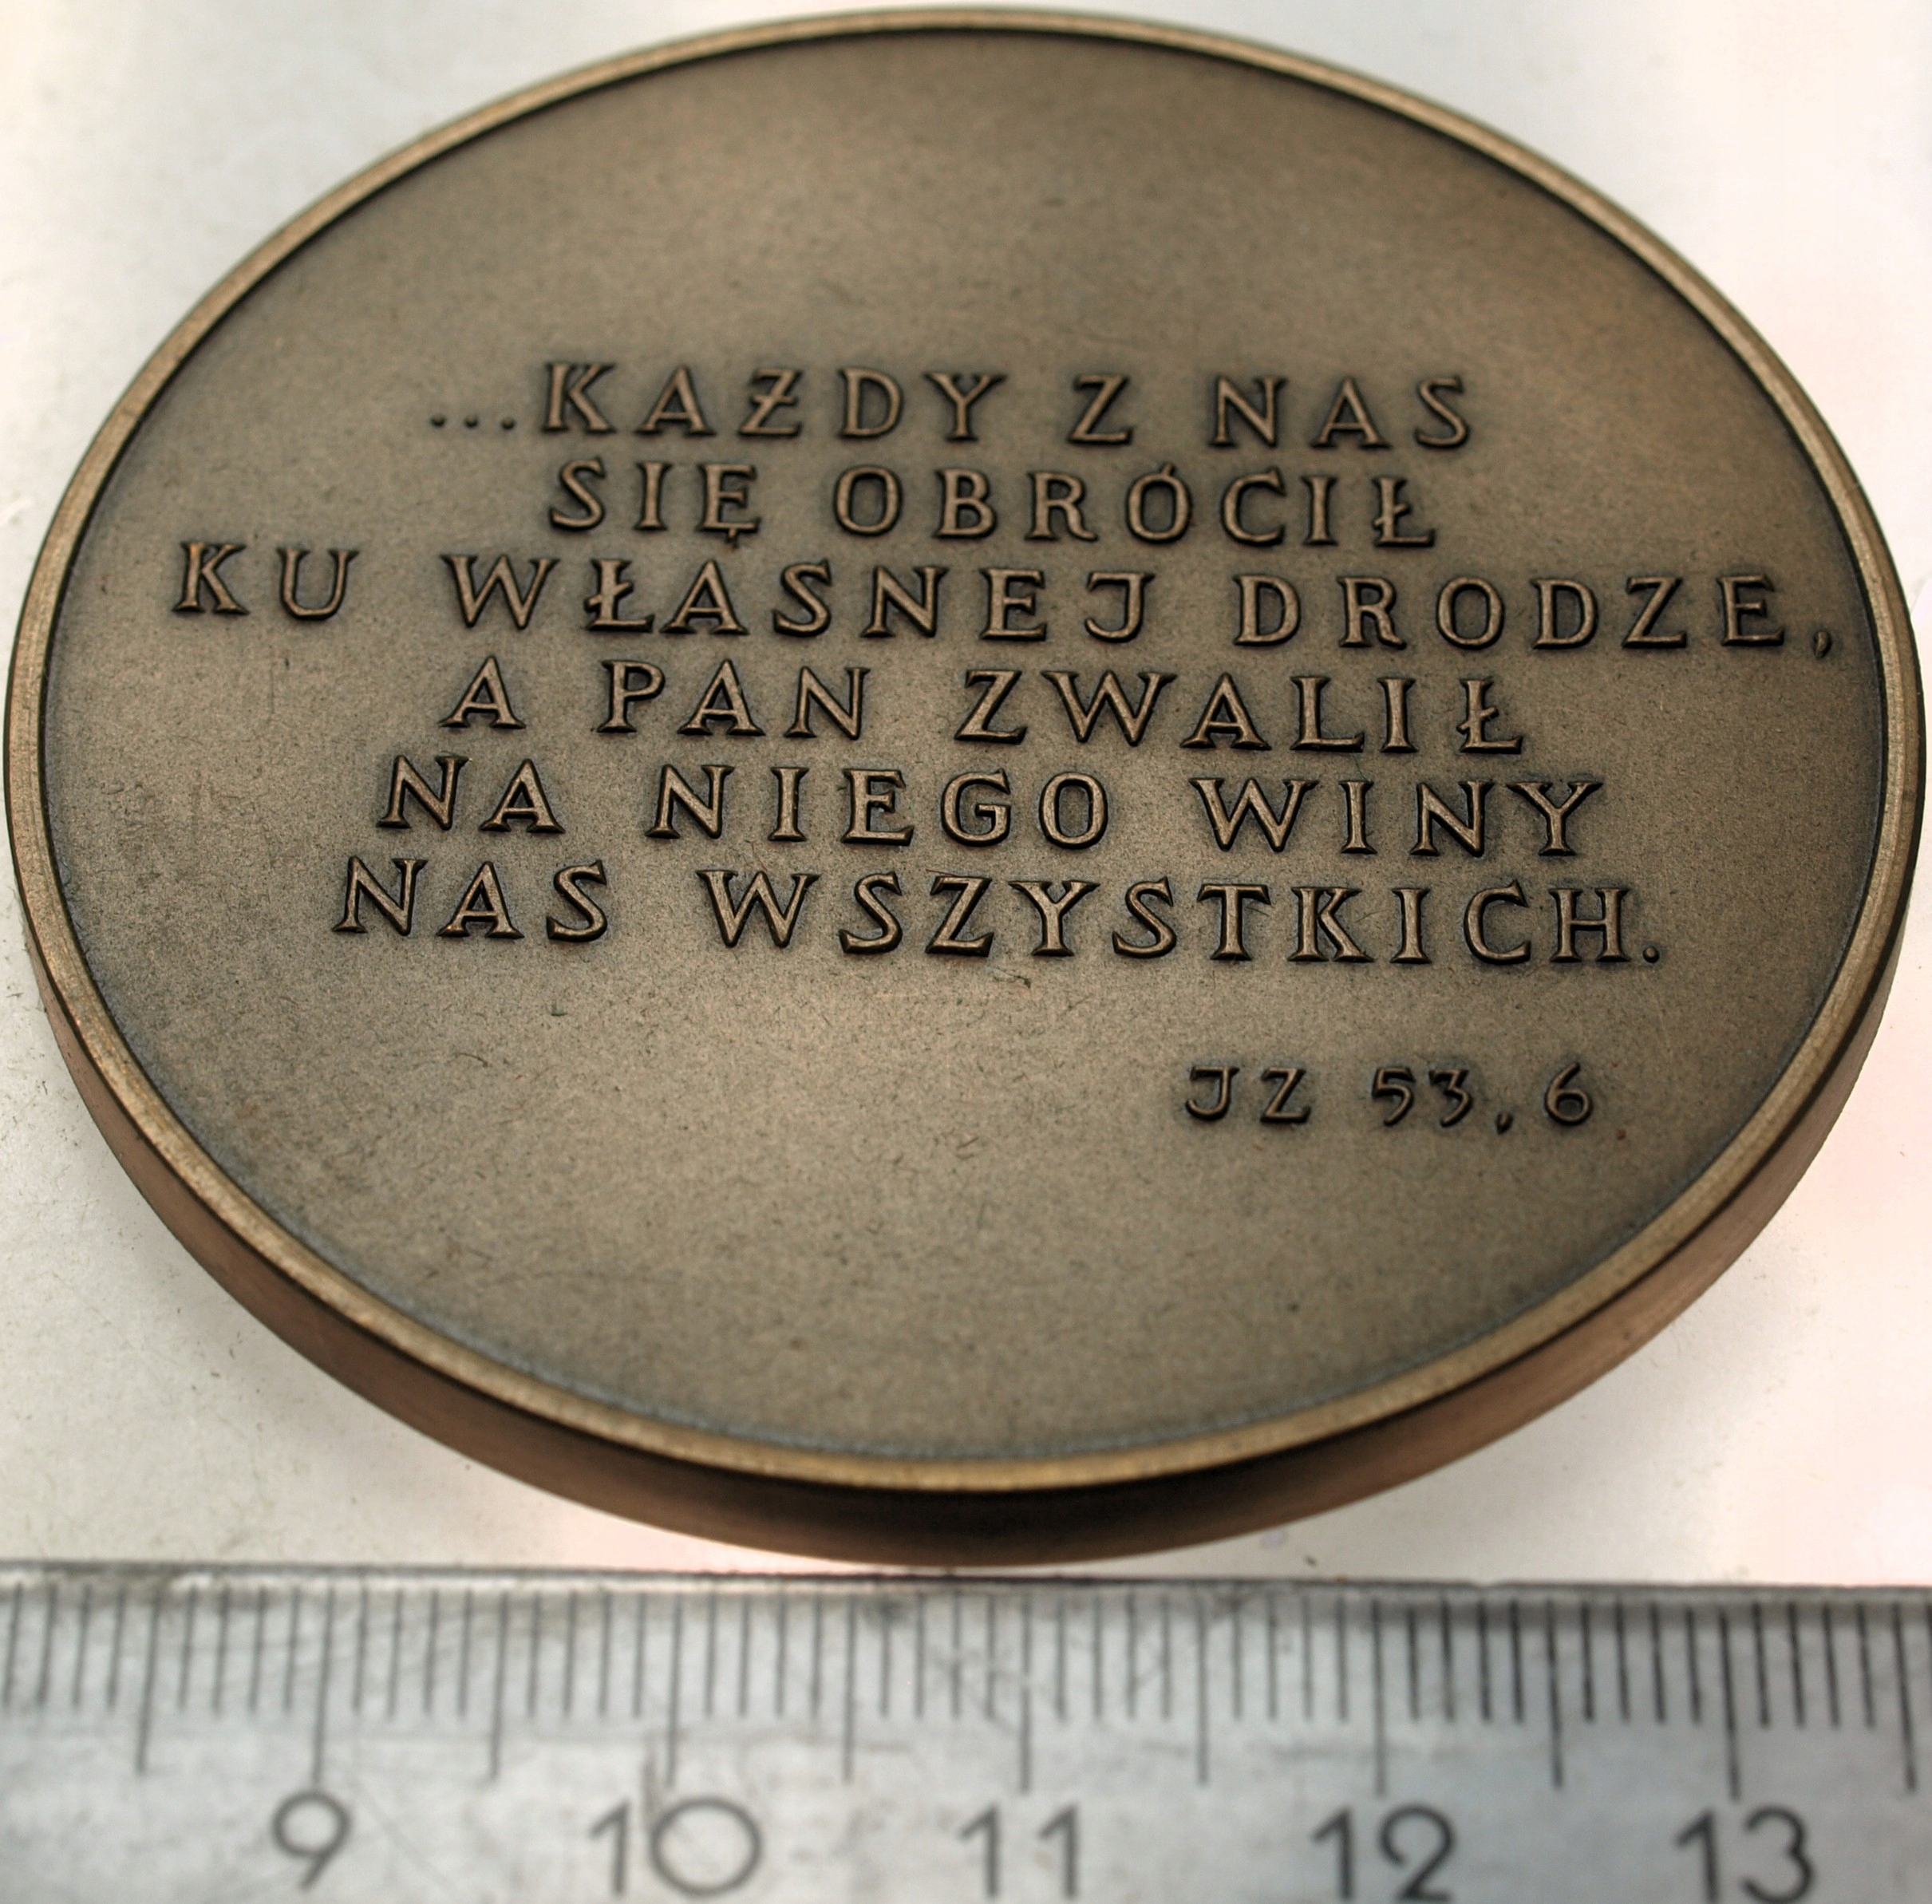 ...KAŻDY Z NAS
SIĘ OBRÓCIŁ
KU WŁASNEJ DRODZE,
A PAN ZWALIŁ
NA NIEGO WINY
NAS WSZYSTKICH.
JZ 53,6
9 10 11 12 13